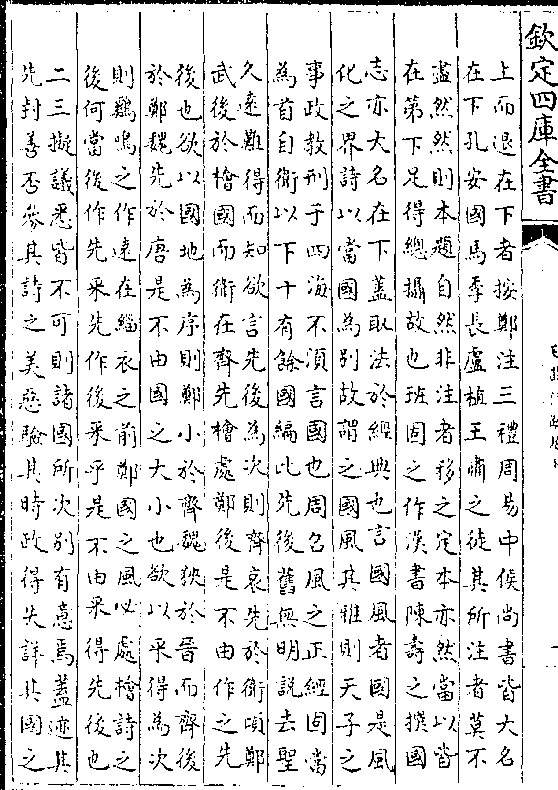 欽定四庫全書
上而退在下者按鄭注三禮周易中候尚書皆大名
在下孔安國馬季長盧植王肅之徒其所注者莫不
盡然然則本題自然非注者移之定本亦然當以皆
在第下足得總攝故也班固之作漢書陳壽之撰國
志亦大名在下蓋取法於經典也言國風者國是風
化之界詩以當國為別故謂之國風其雅則天子之
事政教刑于四海不湏言國也周召風之正經固當
為首自衛以下十有餘國編比先後舊無明說去聖
久逺難得而知欲言先後為次則齊哀先於衛頃鄭
武後於檜國而衛在齊先檜處鄭後是不由作之先
後也欲以國地為序則鄭小於齊魏狹於晉而齊後
於鄭魏先於唐是不由國之大小也欲以采得為次
則雞鳴之作逺在緇衣之前鄭國之風必處檜詩之
後何當後作先采先作後采乎是不由采得先後也
二三擬議悉皆不可則諸國所次別有意焉蓋迹其
先封善否參其詩之美惡驗其時政得失詳其國之